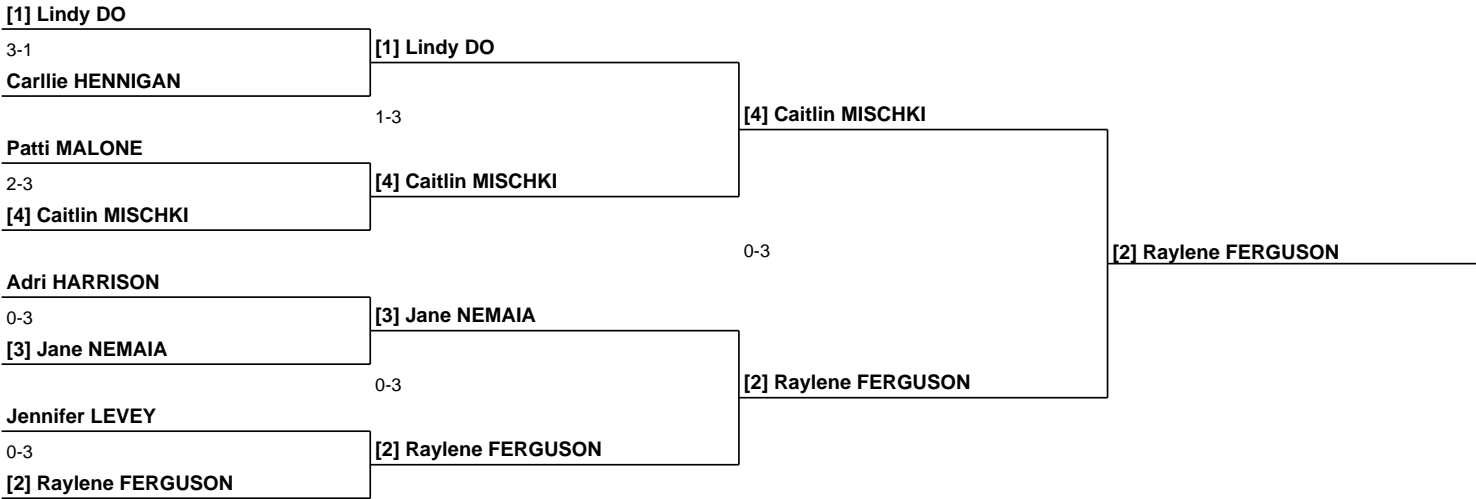 [1] Lindy DO
3-1
Carllie HENNIGAN
[1] Lindy DO
1-3
Patti MALONE
2-3
[4] Caitlin MISCHKI
[4] Caitlin MISCHKI
[4] Caitlin MISCHKI
0-3
Adri HARRISON
0-3
[3] Jane NEMAIA
[3] Jane NEMAIA
0-3
Jennifer LEVEY
0-3
[2] Raylene FERGUSON
[2] Raylene FERGUSON
[2] Raylene FERGUSON
[2] Raylene FERGUSON